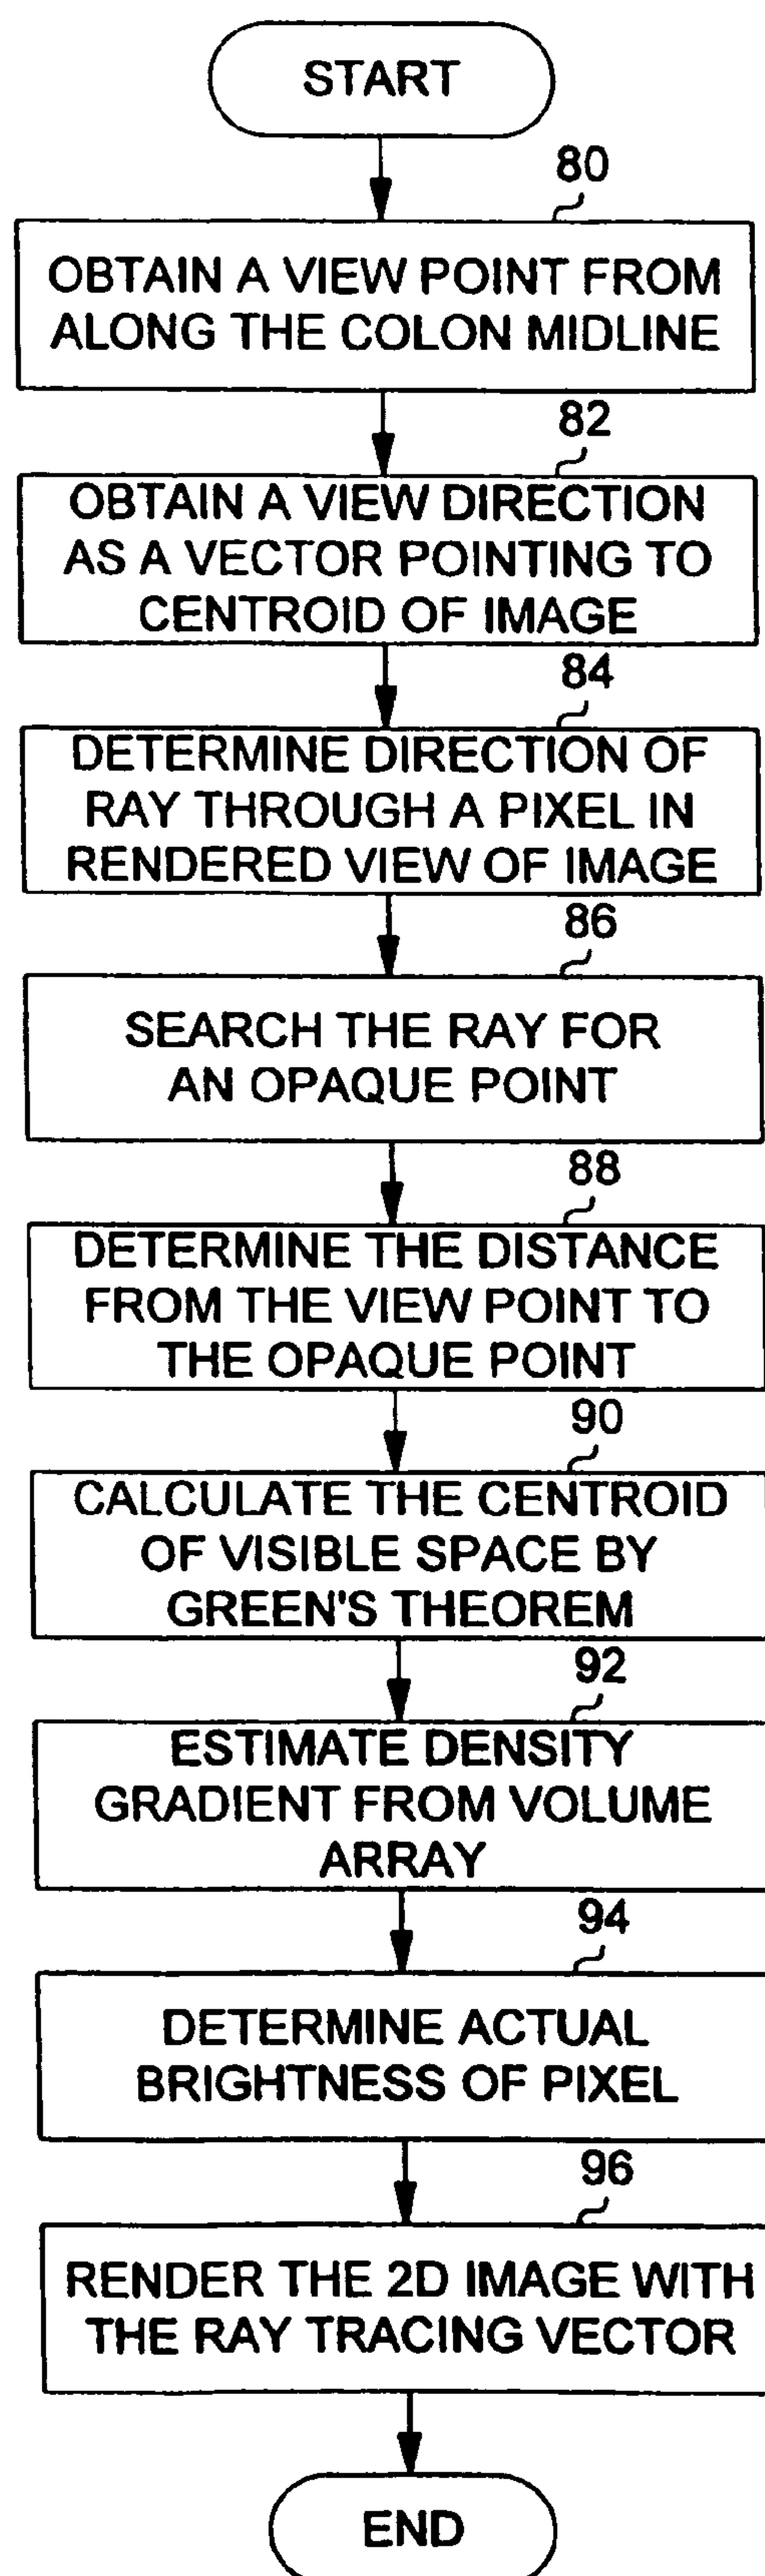 START
80
OBTAIN A VIEW POINT FROM
ALONG THE COLON MIDLINE
82
OBTAIN A VIEW DIRECTION
AS A VECTOR POINTING TO
CENTROID OF IMAGE
84
DETERMINE DIRECTION OF
RAY THROUGH A PIXEL IN
RENDERED VIEW OF IMAGE
86
SEARCH THE RAY FOR
AN OPAQUE POINT
88
DETERMINE THE DISTANCE
FROM THE VIEW POINT TO
THE OPAQUE POINT
90
CALCULATE THE CENTROID
OF VISIBLE SPACE BY
GREEN'S THEOREM
92
ESTIMATE DENSITY
GRADIENT FROM VOLUME
ARRAY
94
DETERMINE ACTUAL
BRIGHTNESS OF PIXEL
96
RENDER THE 2D IMAGE WITH
THE RAY TRACING VECTOR
END